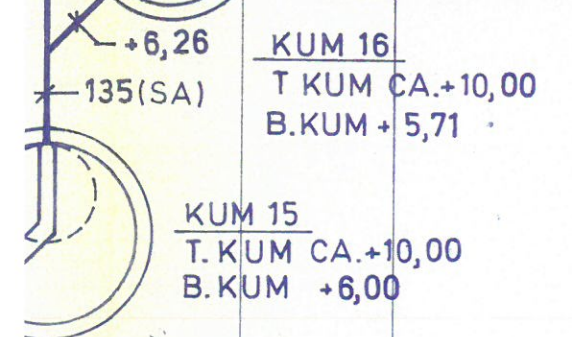 +6,26
135(SA)
KUM 16
T KUM CA.+10,00
B.KUM + 5,71
KUM 15
T. KUM CA.+10,00
B. KUM +6,00